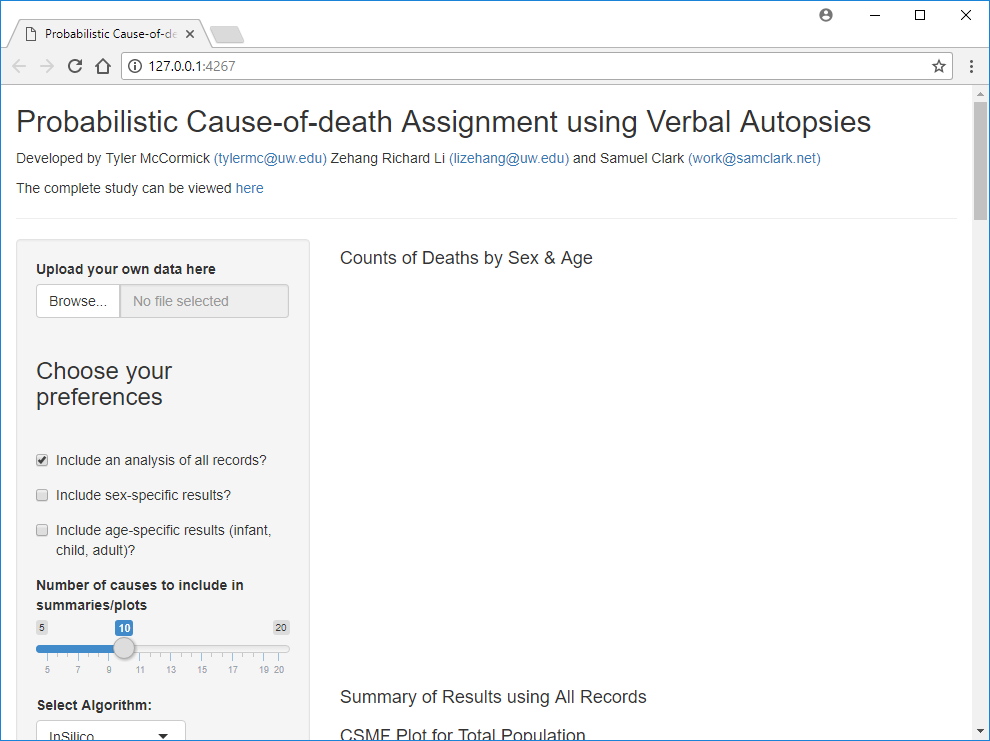 Probabilistic Cause-of-de
127.0.0.1:4267
Probabilistic Cause-of-death Assignment using Verbal Autopsies
Developed by Tyler McCormick (tylermc@uw.edu) Zehang Richard Li (lizehang@uw.edu) and Samuel Clark (work@samclark.net)
The complete study can be viewed here
Upload your own data here
Browse... No file selected
Choose your
preferences
Include an analysis of all records?
Include sex-specific results?
Include age-specific results (infant,
child, adult)?
Number of causes to include in
summaries/plots
5 10 20
5 7 9 11 13 15 17 19 20
Select Algorithm:
InSilico
Counts of Deaths by Sex & Age
Summary of Results using All Records
CSMF Plot for Total Population